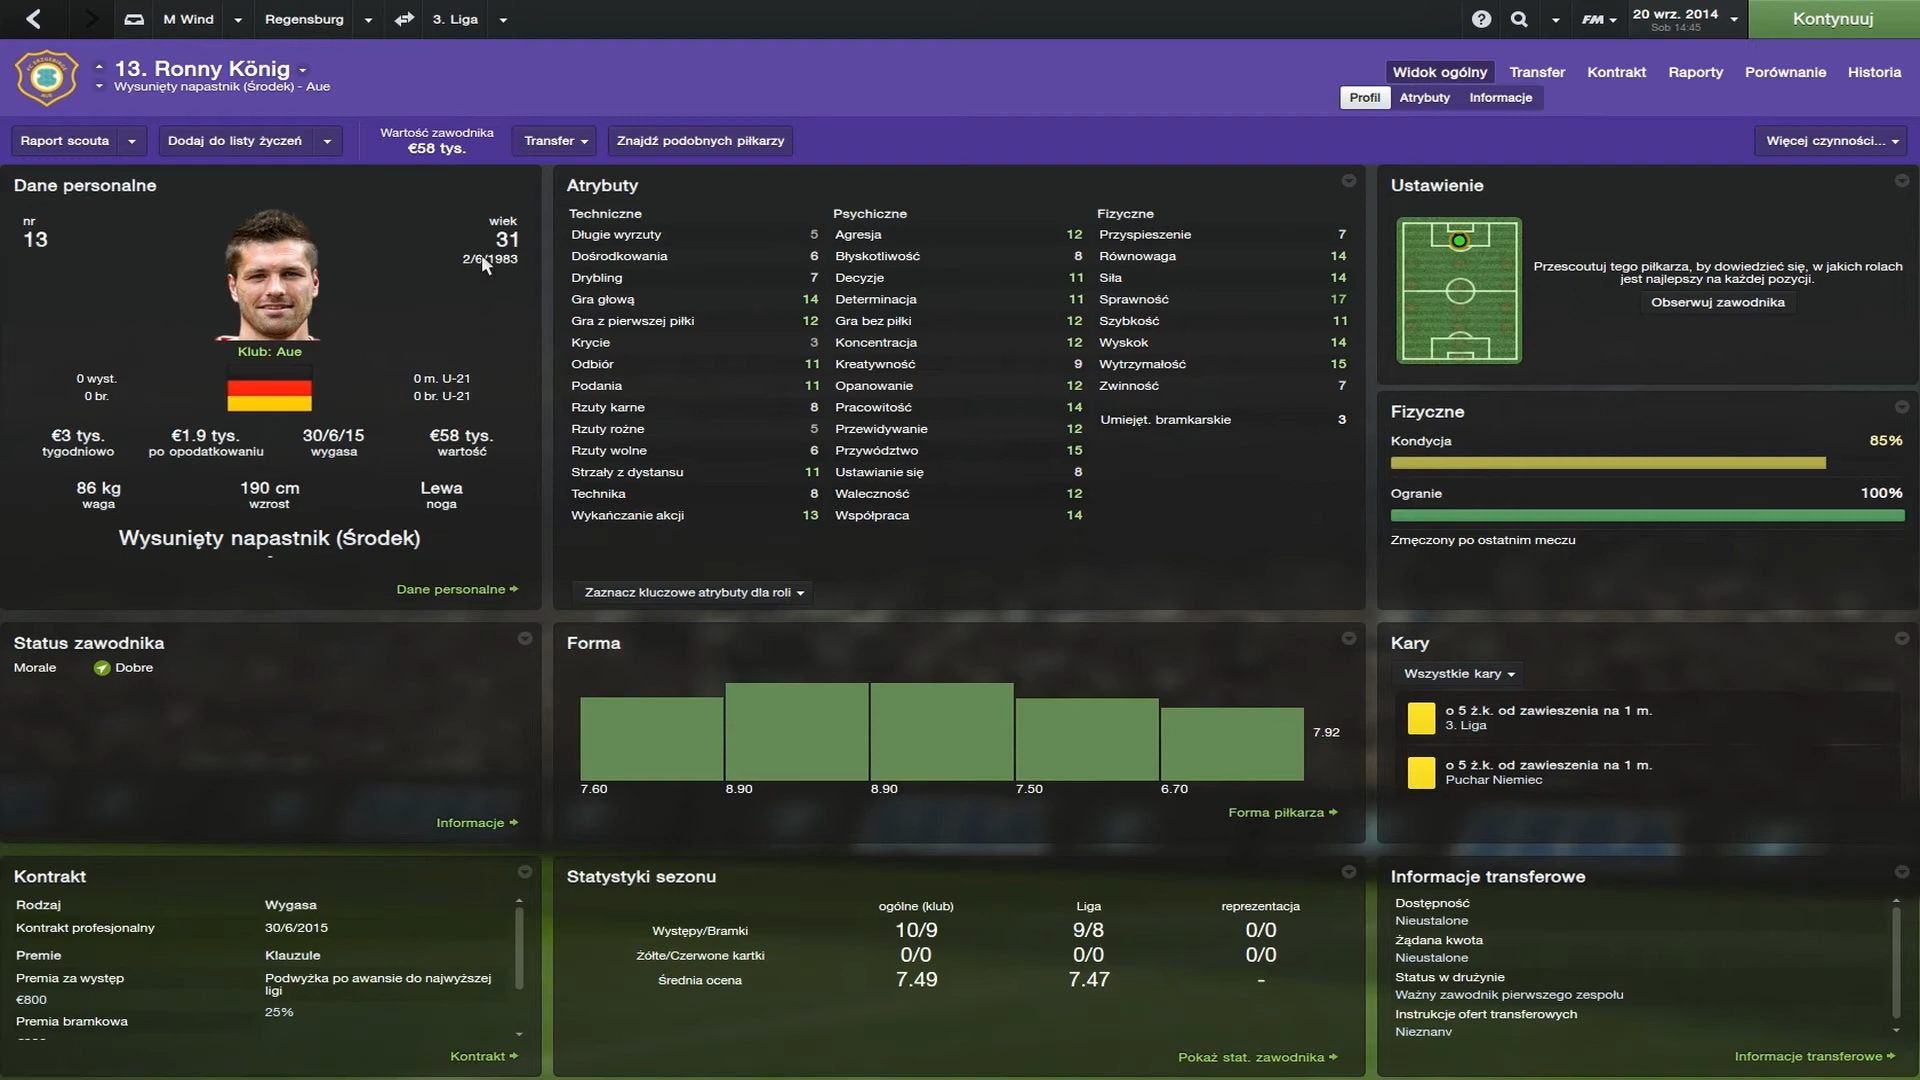 M Wind
Regensburg
3. Liga
FM
20 wrz. 2014
Sob 14:45
Kontynuuj
13. Ronny König
Wysunięty napastnik (Środek) - Aue
Widok ogólny
Transfer
Kontrakt
Raporty
Porównanie
Historia
Profil
Atrybuty
Informacje
Raport scouta
Dodaj do listy życzeń
Wartość zawodnika
€58 tys.
Transfer
Znajdź podobnych piłkarzy
Więcej czynności...
Dane personalne
nr
13
wiek
31
2/6/1983
Klub: Aue
0 wyst.
0 br.
0 m. U-21
0 br. U-21
€3 tys.
tygodniowo
€1.9 tys.
po opodatkowaniu
30/6/15
wygasa
€58 tys.
wartość
86 kg
waga
190 cm
wzrost
Lewa
noga
Wysunięty napastnik (Środek)
-
Dane personalne
Atrybuty
Techniczne
Długie wyrzuty 5
Dośrodkowania 6
Drybling 7
Gra głową 14
Gra z pierwszej piłki 12
Krycie 3
Odbiór 11
Podania 11
Rzuty karne 8
Rzuty rożne 5
Rzuty wolne 6
Strzały z dystansu 11
Technika 8
Wykańczanie akcji 13
Psychiczne
Agresja 12
Błyskotliwość 8
Decyzje 11
Determinacja 11
Gra bez piłki 12
Koncentracja 12
Kreatywność 9
Opanowanie 12
Pracowitość 14
Przewidywanie 12
Przywództwo 15
Ustawianie się 8
Waleczność 12
Współpraca 14
Fizyczne
Przyspieszenie 7
Równowaga 14
Siła 14
Sprawność 17
Szybkość 11
Wyskok 14
Wytrzymałość 15
Zwinność 7
Umiejęt. bramkarskie 3
Zaznacz kluczowe atrybuty dla roli
Ustawienie
Przescoutuj tego piłkarza, by dowiedzieć się, w jakich rolach
jest najlepszy na każdej pozycji.
Obserwuj zawodnika
Fizyczne
Kondycja 85%
Ogranie 100%
Zmęczony po ostatnim meczu
Status zawodnika
Morale Dobre
Informacje
Forma
7.92
7.60 8.90 8.90 7.50 6.70
Forma piłkarza
Kary
Wszystkie kary
o 5 ż.k. od zawieszenia na 1 m.
3. Liga
o 5 ż.k. od zawieszenia na 1 m.
Puchar Niemiec
Kontrakt
Rodzaj
Kontrakt profesjonalny
Wygasa
30/6/2015
Premie
Premia za występ
€800
Premia bramkowa
Klauzule
Podwyżka po awansie do najwyższej
ligi
25%
Kontrakt
Statystyki sezonu
ogólne (klub) Liga reprezentacja
Występy/Bramki 10/9 9/8 0/0
Żółte/Czerwone kartki 0/0 0/0 0/0
Średnia ocena 7.49 7.47 -
Pokaż stat. zawodnika
Informacje transferowe
Dostępność
Nieustalone
Żądana kwota
Nieustalone
Status w drużynie
Ważny zawodnik pierwszego zespołu
Instrukcje ofert transferowych
Nieznany
Informacje transferowe